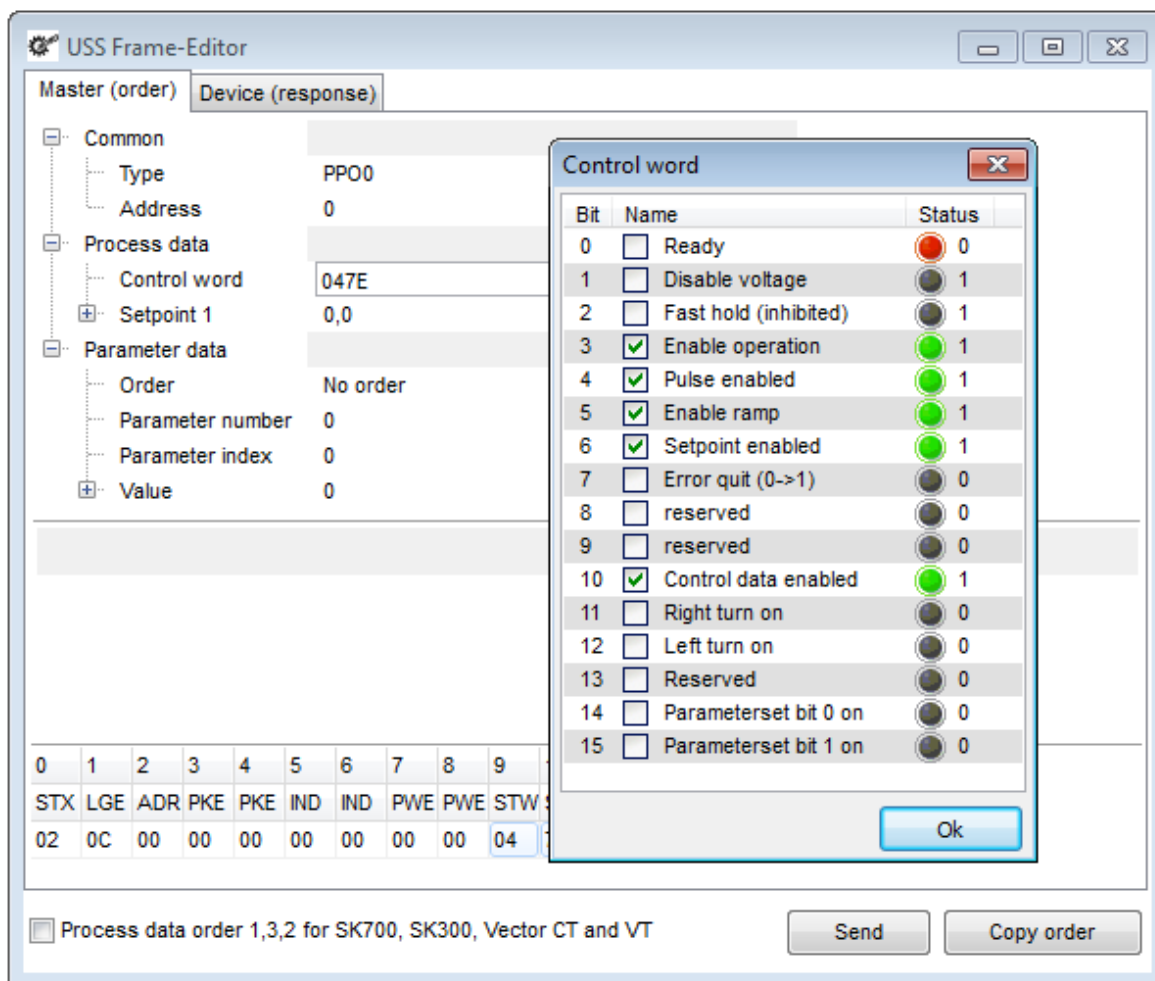 USS Frame-Editor
Master (order) Device (response)
Common
Type PPO0
Address 0
Process data
Control word 047E
Setpoint 1 0,0
Parameter data
Order No order
Parameter number 0
Parameter index 0
Value 0
Control word
Bit Name Status
0 Ready 0
1 Disable voltage 1
2 Fast hold (inhibited) 1
3 Enable operation 1
4 Pulse enabled 1
5 Enable ramp 1
6 Setpoint enabled 1
7 Error quit (0->1) 0
8 reserved 0
9 reserved 0
10 Control data enabled 1
11 Right turn on 0
12 Left turn on 0
13 Reserved 0
14 Parameterset bit 0 on 0
15 Parameterset bit 1 on 0
Ok
0 1 2 3 4 5 6 7 8 9
STX LGE ADR PKE PKE IND IND PWE PWE STW
02 0C 00 00 00 00 00 00 00 04
Process data order 1,3,2 for SK700, SK300, Vector CT and VT
Send
Copy order